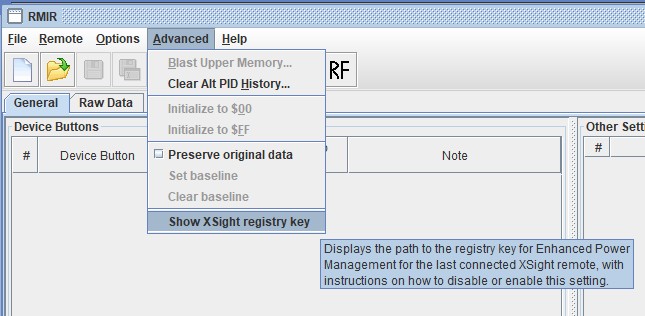 RMIR
File Remote Options Advanced Help
Blast Upper Memory...
Clear Alt PID History...
RF
Initialize to $00
Initialize to $FF
Preserve original data
Set baseline
Clear baseline
Show XSight registry key
General Raw Data
Device Buttons
Other Setti
# Device Button
Note
#
Displays the path to the registry key for Enhanced Power
Management for the last connected XSight remote, with
instructions on how to disable or enable this setting.